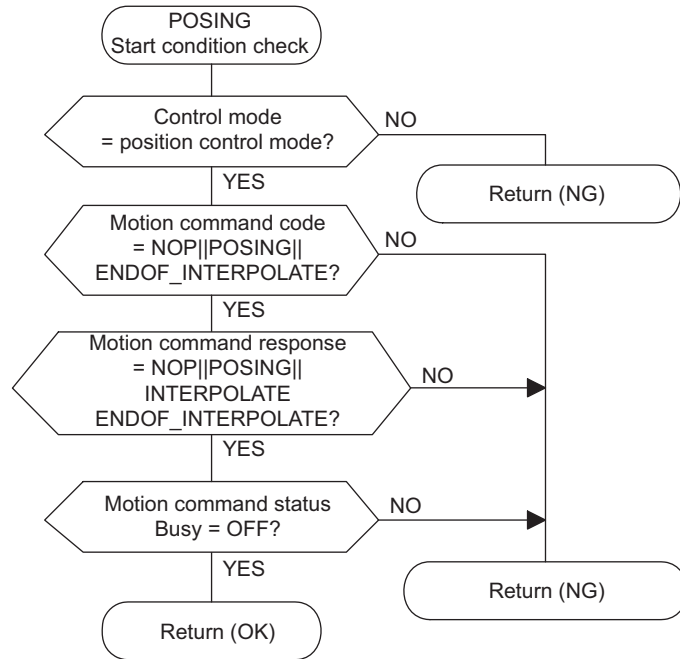 POSING
Start condition check
Control mode
= position control mode?
NO
YES
Return (NG)
Motion command code
= NOP||POSING||
ENDOF_INTERPOLATE?
NO
YES
Motion command response
= NOP||POSING||
INTERPOLATE
ENDOF_INTERPOLATE?
NO
YES
Motion command status
Busy = OFF?
NO
YES
Return (NG)
Return (OK)